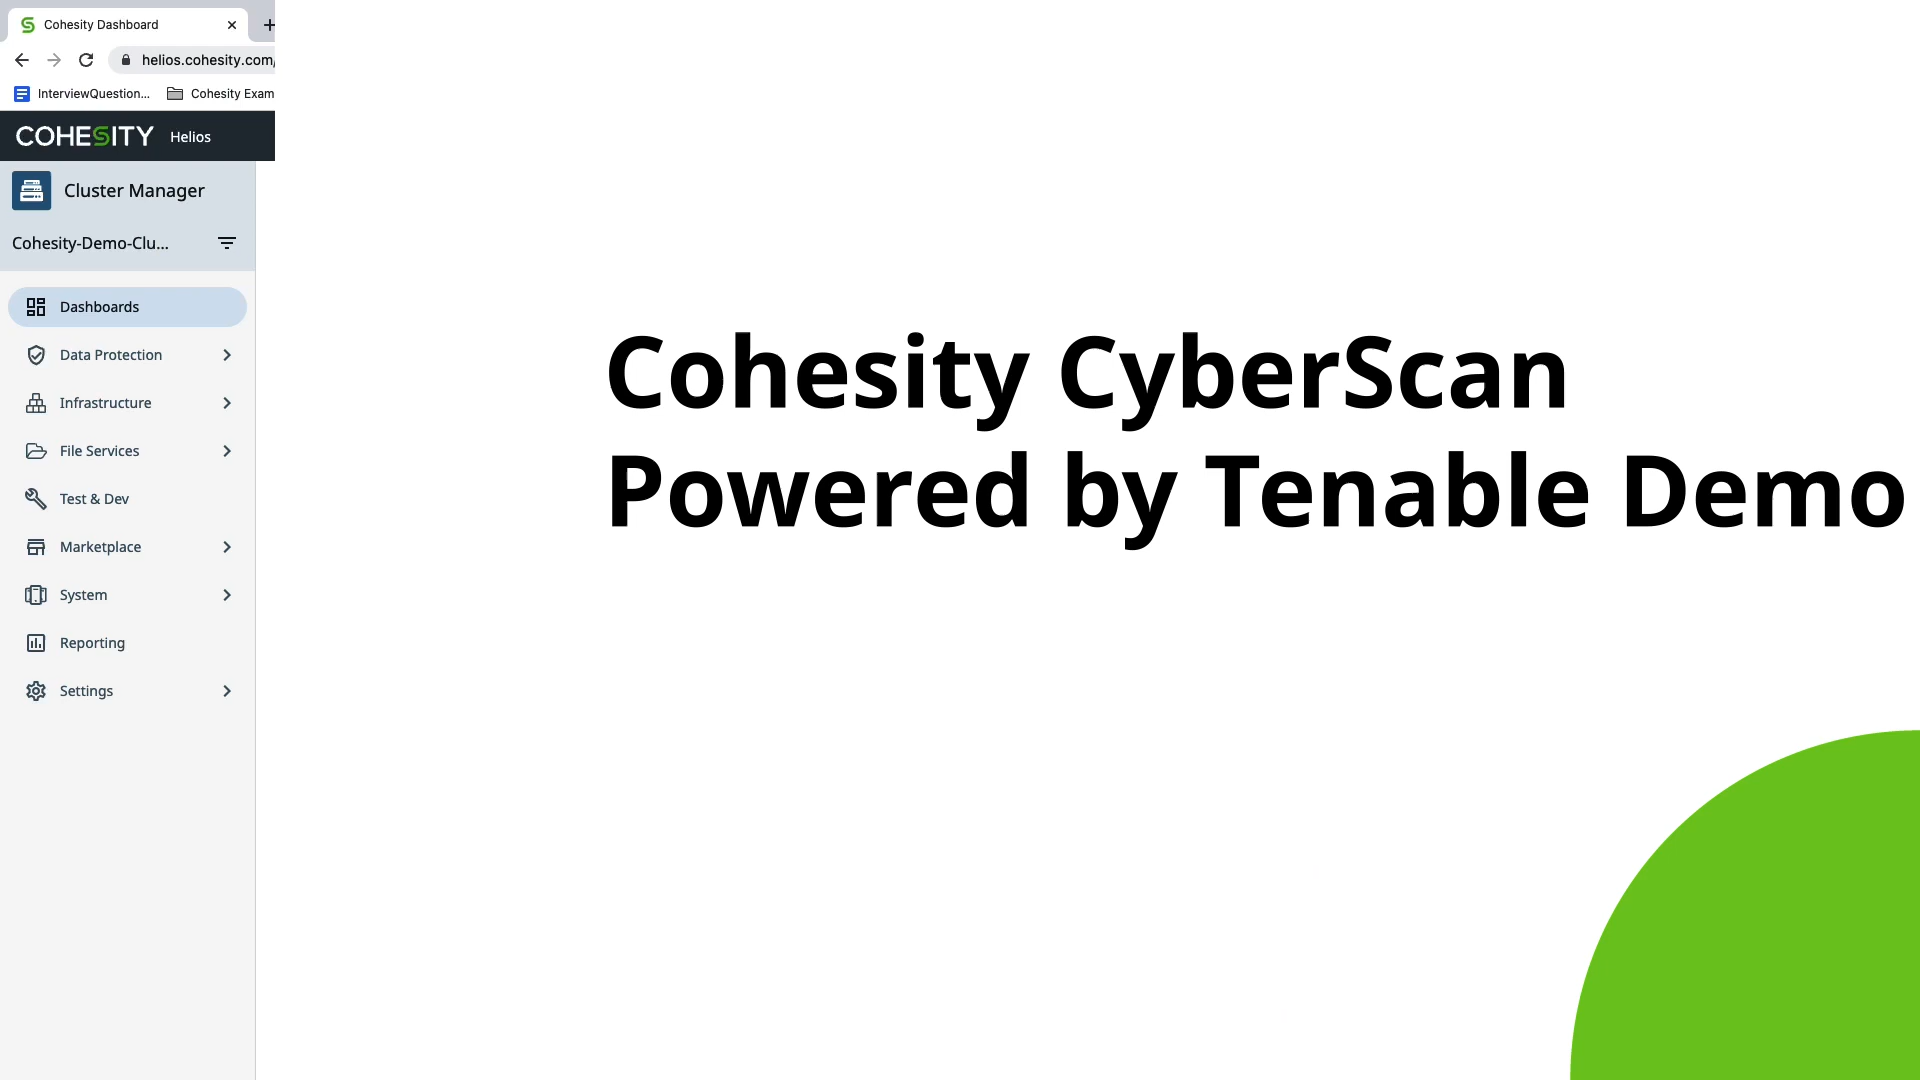 Cohesity Dashboard
helios.cohesity.com/
InterviewQuestion...
Cohesity Exam
COHESITY Helios
Cluster Manager
Cohesity-Demo-Clu...
Dashboards
Data Protection
Infrastructure
File Services
Test & Dev
Marketplace
System
Reporting
Settings
Cohesity CyberScan
Powered by Tenable Demo